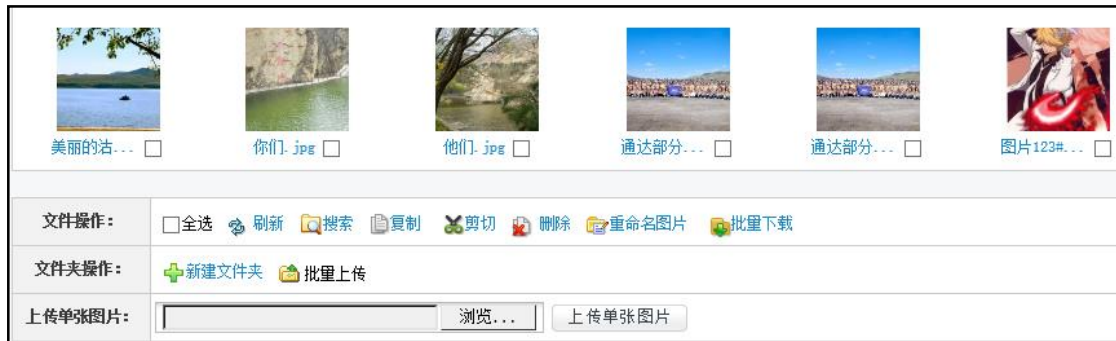 美丽的沽... 你们.jpg 他们.jpg 通达部分... 通达部分... 图片123#...
文件操作： 全选 刷新 搜索 复制 剪切 删除 重命名图片 批量下载
文件夹操作： 新建文件夹 批量上传
上传单张图片： 浏览... 上传单张图片